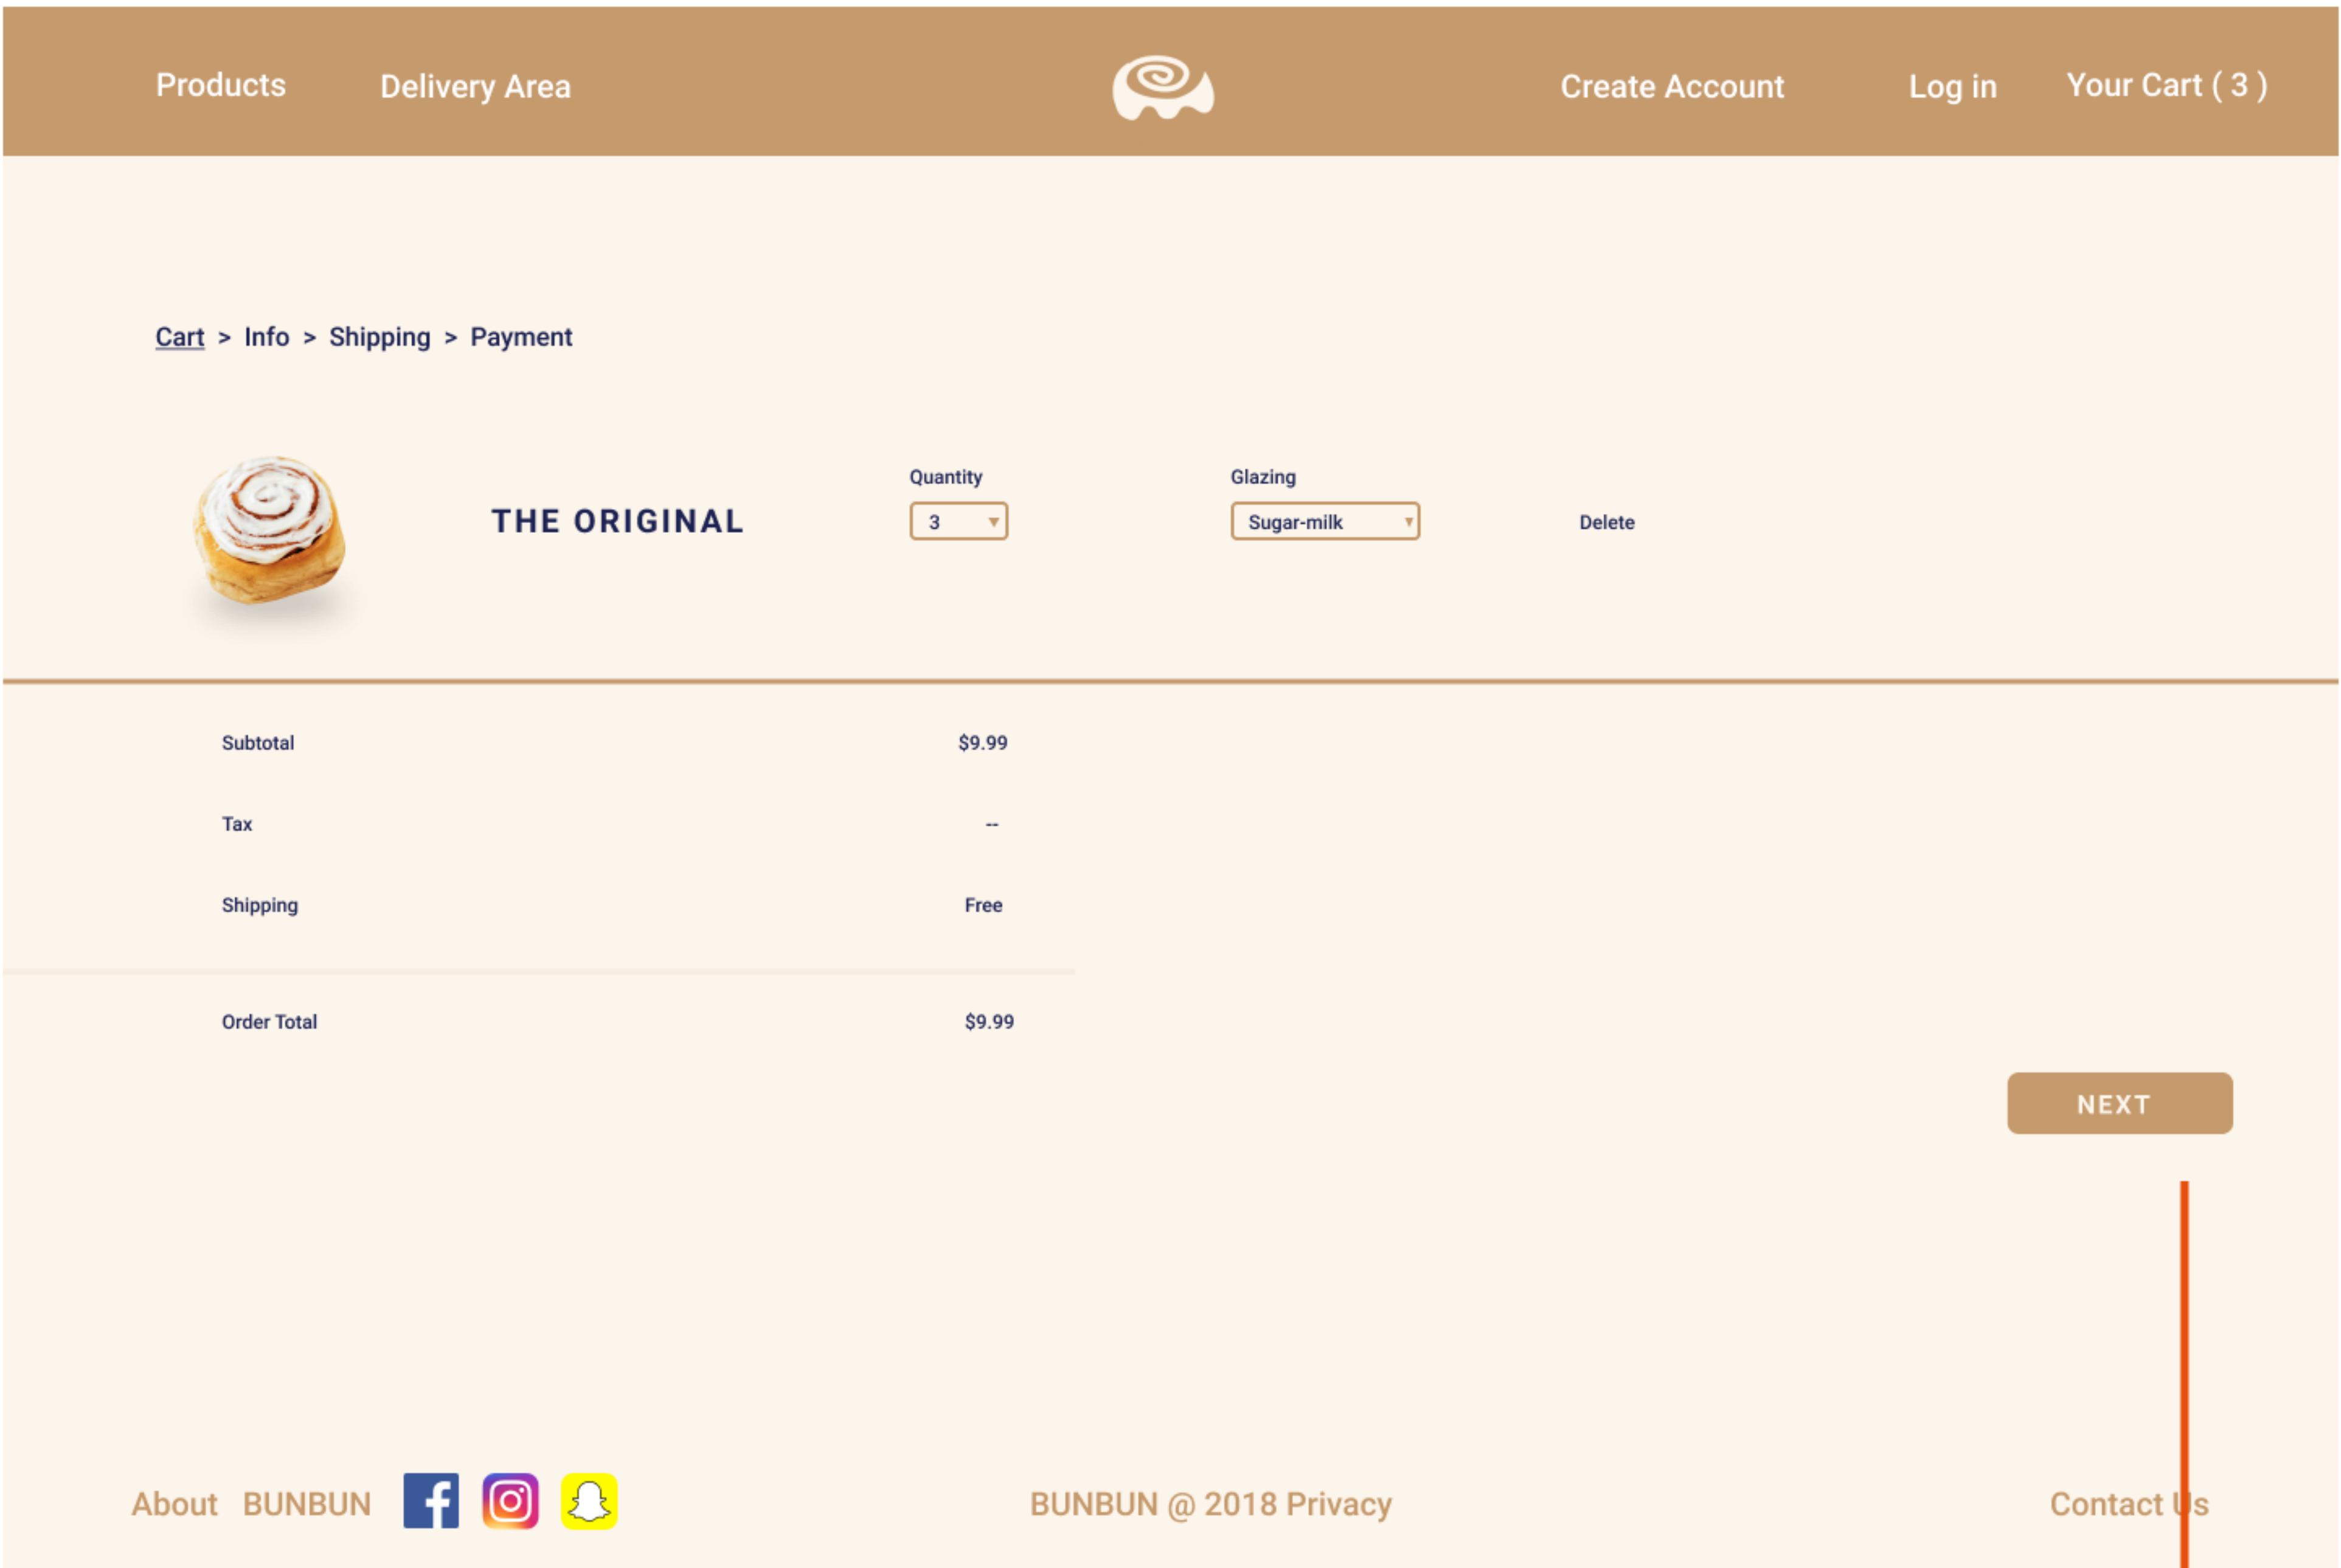 Products Delivery Area Create Account Log in Your Cart ( 3 )
Cart > Info > Shipping > Payment
Quantity Glazing
THE ORIGINAL 3 Sugar-milk Delete
Subtotal $9.99
Tax --
Shipping Free
Order Total $9.99
NEXT
About BUNBUN BUNBUN @ 2018 Privacy Contact Us